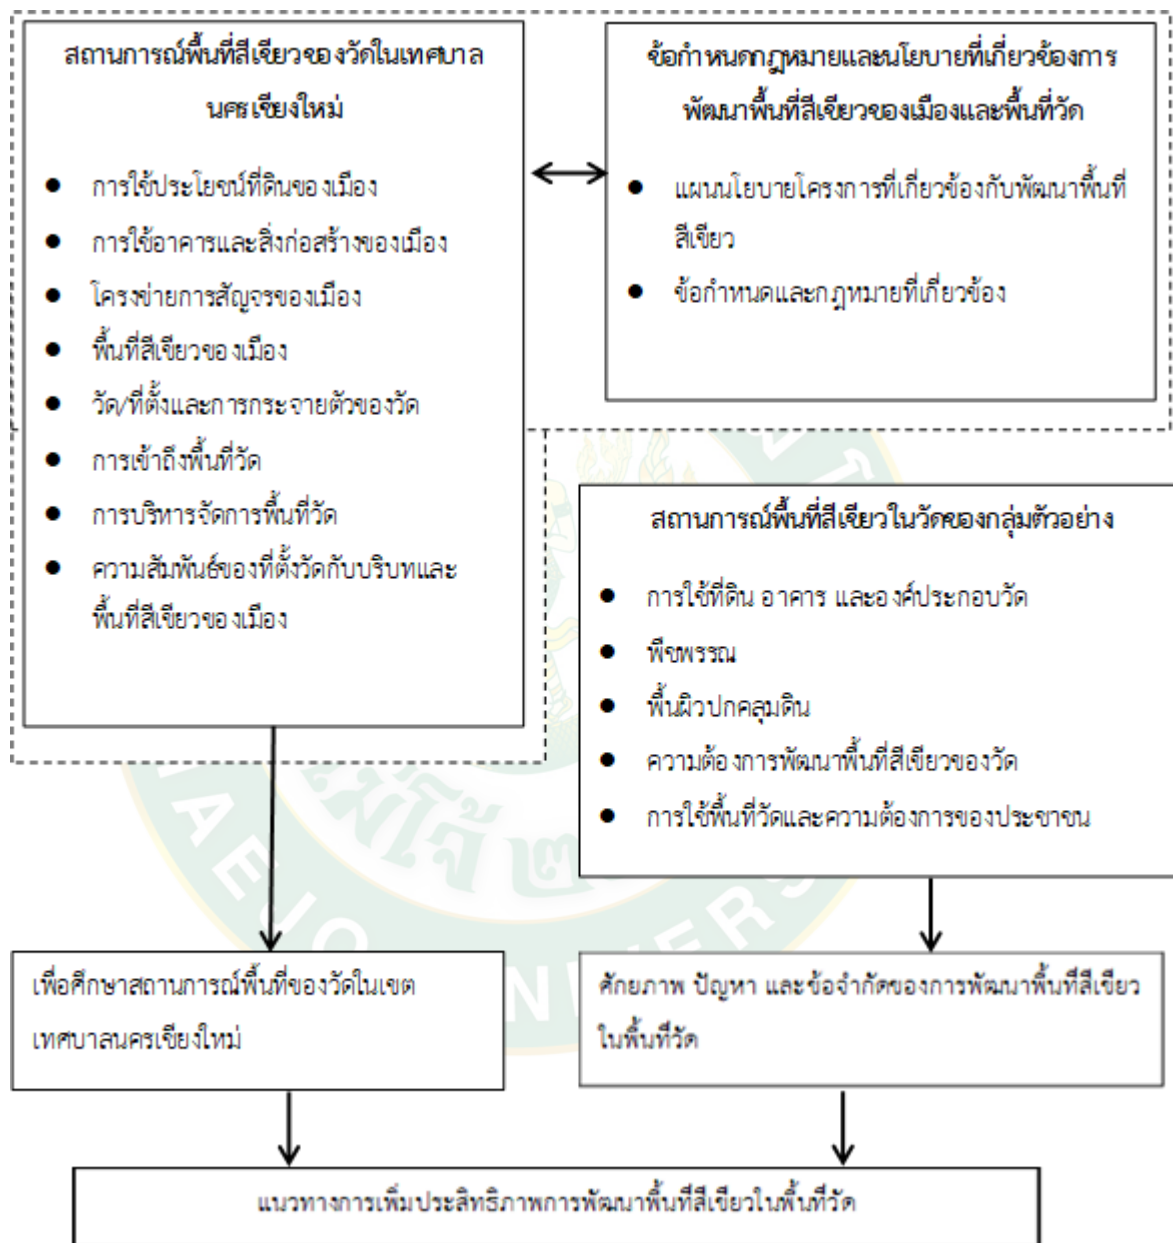 สถานการณ์พื้นที่สีเขียวของวัดในเทศบาล
นครเชียงใหม่
● การใช้ประโยชน์ที่ดินของเมือง
● การใช้อาคารและสิ่งก่อสร้างของเมือง
● โครงข่ายการสัญจรของเมือง
● พื้นที่สีเขียวของเมือง
● วัด/ที่ตั้งและการกระจายตัวของวัด
● การเข้าถึงพื้นที่วัด
● การบริหารจัดการพื้นที่วัด
● ความสัมพันธ์ของที่ตั้งวัดกับบริบทและ
พื้นที่สีเขียวของเมือง
ข้อกำหนดกฎหมายและนโยบายที่เกี่ยวข้องการ
พัฒนาพื้นที่สีเขียวของเมืองและพื้นที่วัด
● แผนนโยบายโครงการที่เกี่ยวข้องกับพัฒนาพื้นที่
สีเขียว
● ข้อกำหนดและกฎหมายที่เกี่ยวข้อง
สถานการณ์พื้นที่สีเขียวในวัดของกลุ่มตัวอย่าง
● การใช้ที่ดิน อาคาร และองค์ประกอบวัด
● พืชพรรณ
● พื้นผิวปกคลุมดิน
● ความต้องการพัฒนาพื้นที่สีเขียวของวัด
● การใช้พื้นที่วัดและความต้องการของประชาชน
เพื่อศึกษาสถานการณ์พื้นที่ของวัดในเขต
เทศบาลนครเชียงใหม่
ศักยภาพ ปัญหา และข้อจำกัดของการพัฒนาพื้นที่สีเขียว
ในพื้นที่วัด
แนวทางการเพิ่มประสิทธิภาพการพัฒนาพื้นที่สีเขียวในพื้นที่วัด